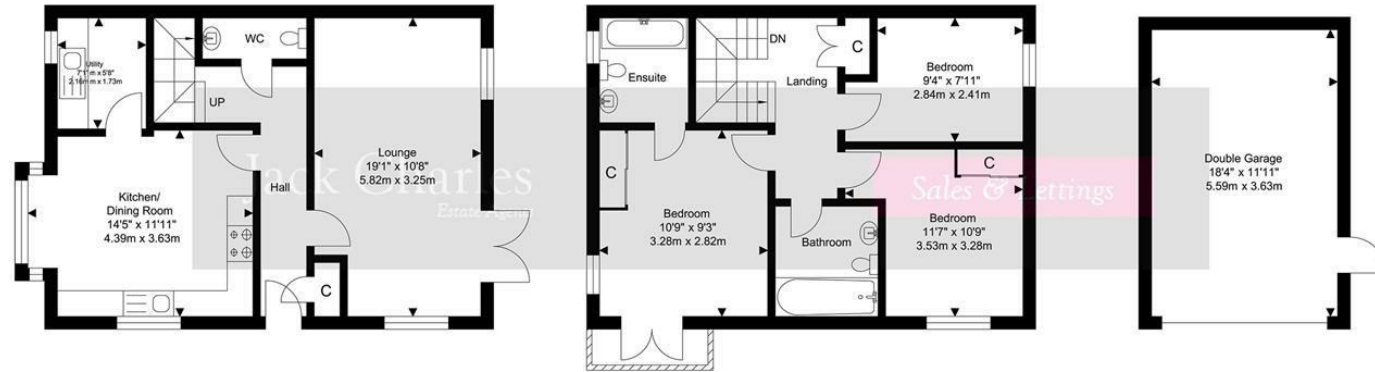 Utility
7'1" m x 5'8"
2.16m x 1.73m
WC
UP
Lounge
19'1" x 10'8"
5.82m x 3.25m
Hall
Kitchen/
Dining Room
14'5" x 11'11"
4.39m x 3.63m
C
Jack Charles
Estate Agents
Ensuite
DN
Landing
C
Bedroom
9'4" x 7'11"
2.84m x 2.41m
C
Bedroom
10'9" x 9'3"
3.28m x 2.82m
Bathroom
C
Bedroom
11'7" x 10'9"
3.53m x 3.28m
Sales & Lettings
Double Garage
18'4" x 11'11"
5.59m x 3.63m